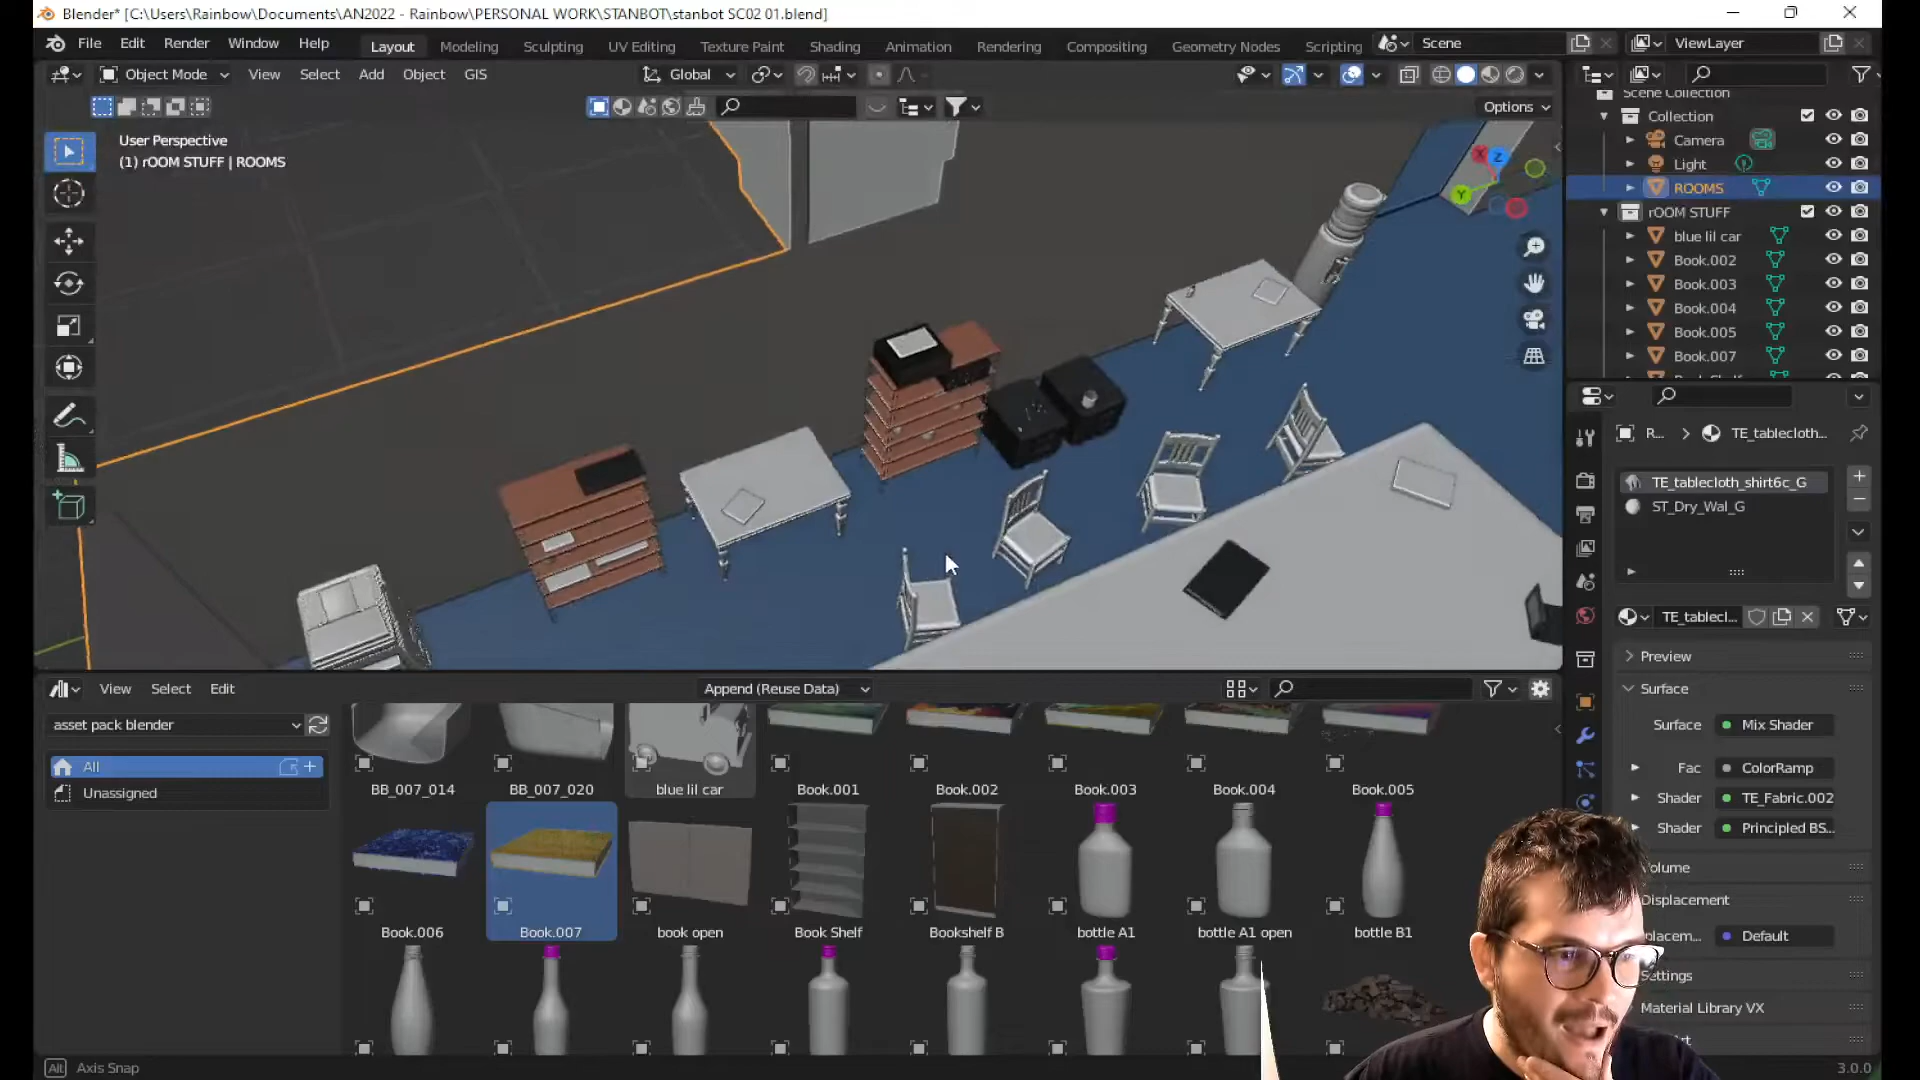 Blender* [C:\Users\Rainbow\Documents\AN2022 - Rainbow\PERSONAL WORK\STANBOT\stanbot SC02 01.blend]
File Edit Render Window Help
Layout Modeling Sculpting UV Editing Texture Paint Shading Animation Rendering Compositing Geometry Nodes Scripting
Scene
ViewLayer
Object Mode View Select Add Object GIS
Global
Options
User Perspective
(1) rOOM STUFF | ROOMS
X
Y
Z
Scene Collection
Collection
Camera
Light
ROOMS
rOOM STUFF
blue lil car
Book.002
Book.003
Book.004
Book.005
Book.007
R... TE_tablecloth...
TE_tablecloth_shirt6c_G
ST_Dry_Wal_G
TE_tablecl...
Preview
Surface
Surface Mix Shader
Fac ColorRamp
Shader TE_Fabric.002
Shader Principled BS...
Volume
Displacement
Default
Settings
Material Library VX
View Select Edit
Append (Reuse Data)
asset pack blender
All
Unassigned
BB_007_014 BB_007_020 blue lil car Book.001 Book.002 Book.003 Book.004 Book.005
Book.006 Book.007 book open Book Shelf Bookshelf B bottle A1 bottle A1 open bottle B1
Alt Axis Snap
3.0.0